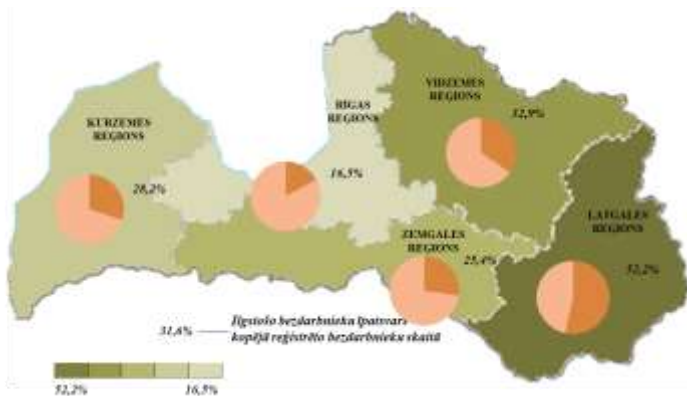 VIDZEMES
REGIONS
32,9%
RIGAS
REGIONS
KURZEMES
REGIONS
16,5%
28,2%
LATGALES
REGIONS
ZEMGALES
REGIONS
25,4%
52,2%
31,6%
Ilgstošo bezdarbnieku īpatsvars
kopējā reģistrēto bezdarbnieku skaitā
52,2%
16,5%